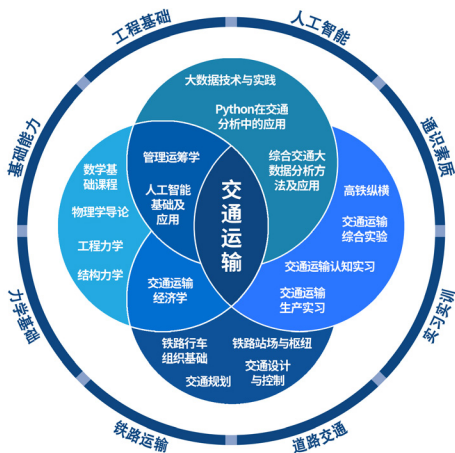 工程基础
人工智能
基础能力
通识素质
力学基础
实习实训
铁路运输
道路交通
大数据技术与实践
Python在交通
分析中的应用
管理运筹学
综合交通大
数据分析方
法及应用
人工智能
基础及
应用
交通运输
数学基
础课程
物理学导论
工程力学
结构力学
高铁纵横
交通运输
综合实验
交通运输认知实习
交通运输
生产实习
交通运输
经济学
铁路行车
组织基础
铁路站场与枢纽
交通规划
交通设计
与控制